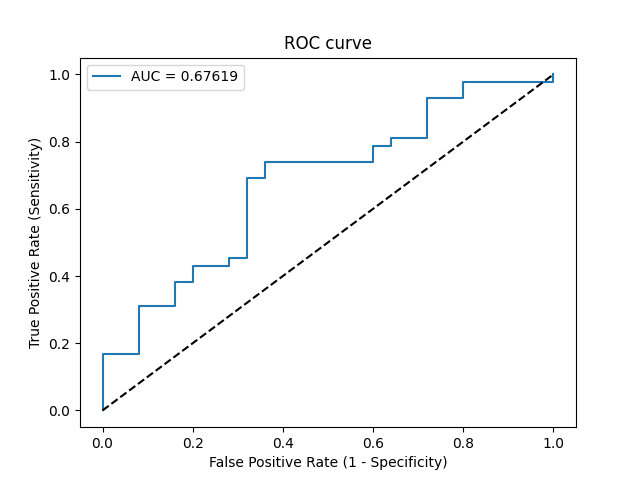 ROC curve
AUC = 0.67619
1.0
0.8
0.6
0.4
0.2
0.0
True Positive Rate (Sensitivity)
0.0 0.2 0.4 0.6 0.8 1.0
False Positive Rate (1 - Specificity)